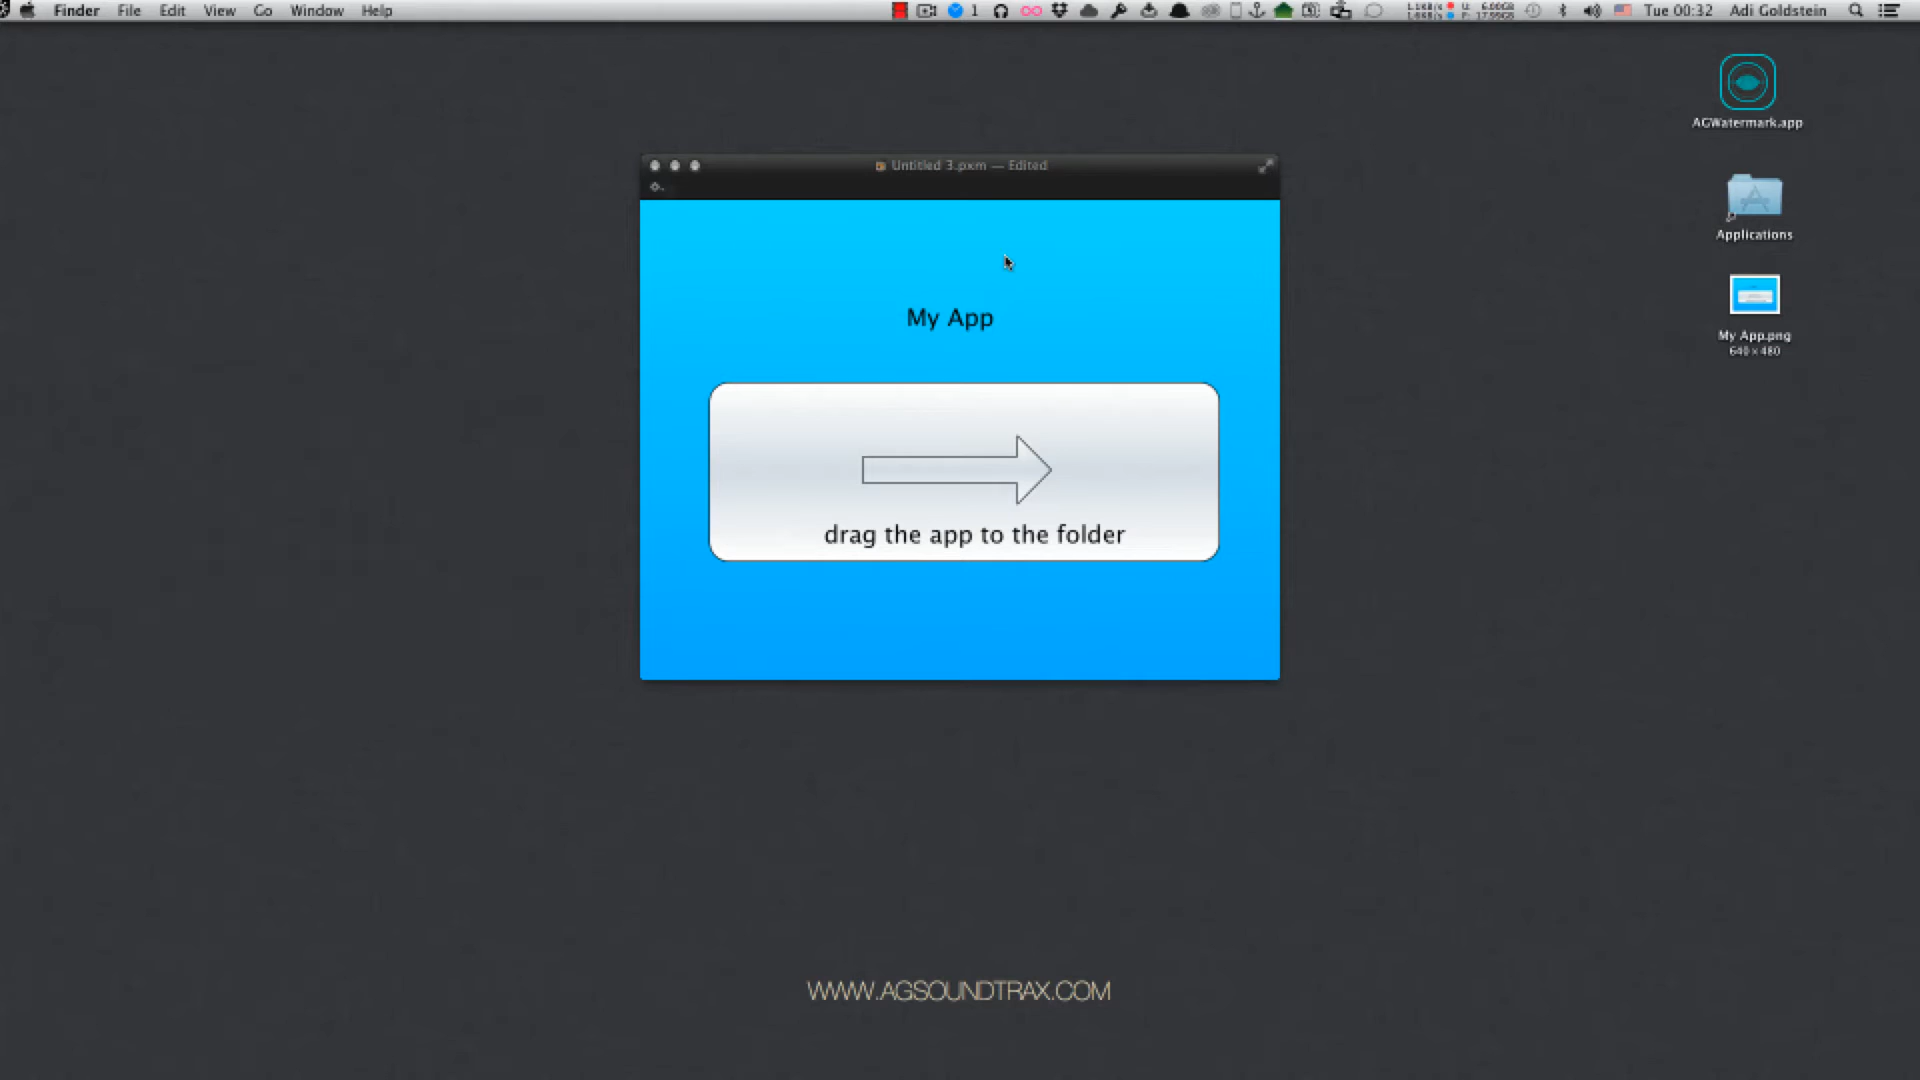 Finder File Edit View Go Window Help
1
Tue 00:32 Adi Goldstein
AGWatermark.app
Untitled 3.pxm — Edited
Applications
My App
My App.png
640 × 480
drag the app to the folder
WWW.AGSOUNDTRAX.COM